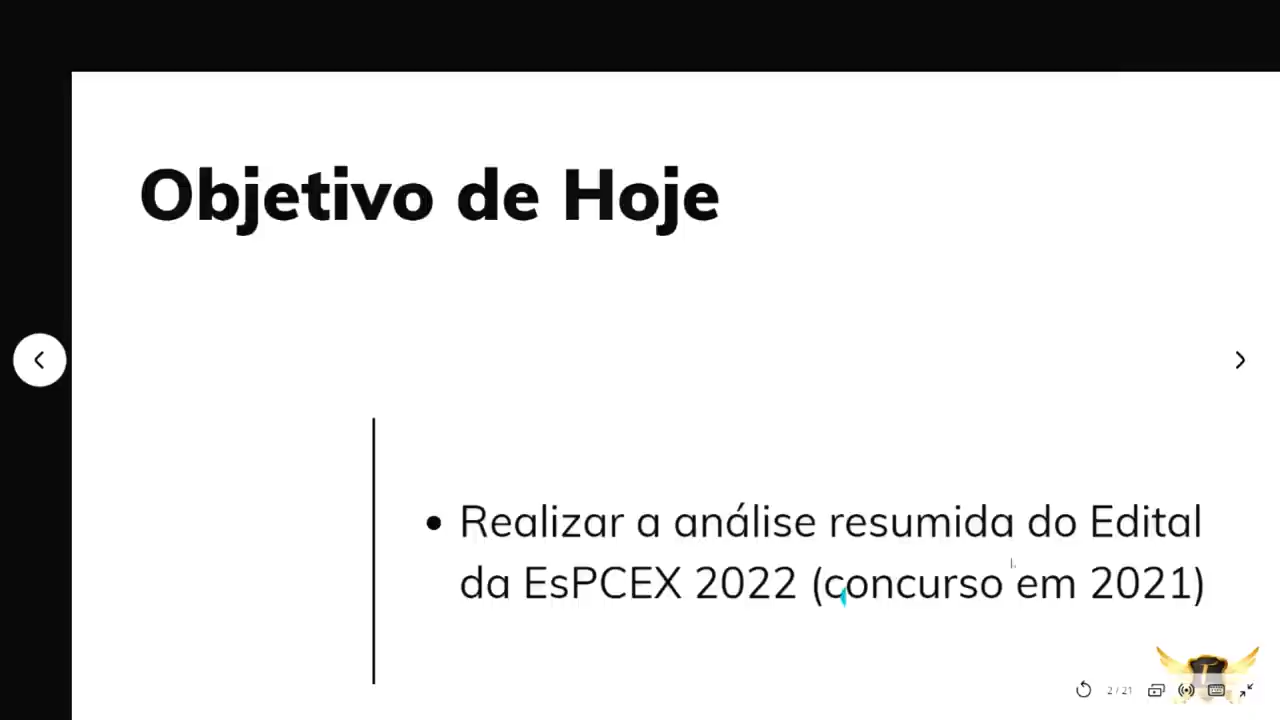 Objetivo de Hoje
• Realizar a análise resumida do Edital
da EsPCEX 2022 (concurso em 2021)
2 / 21